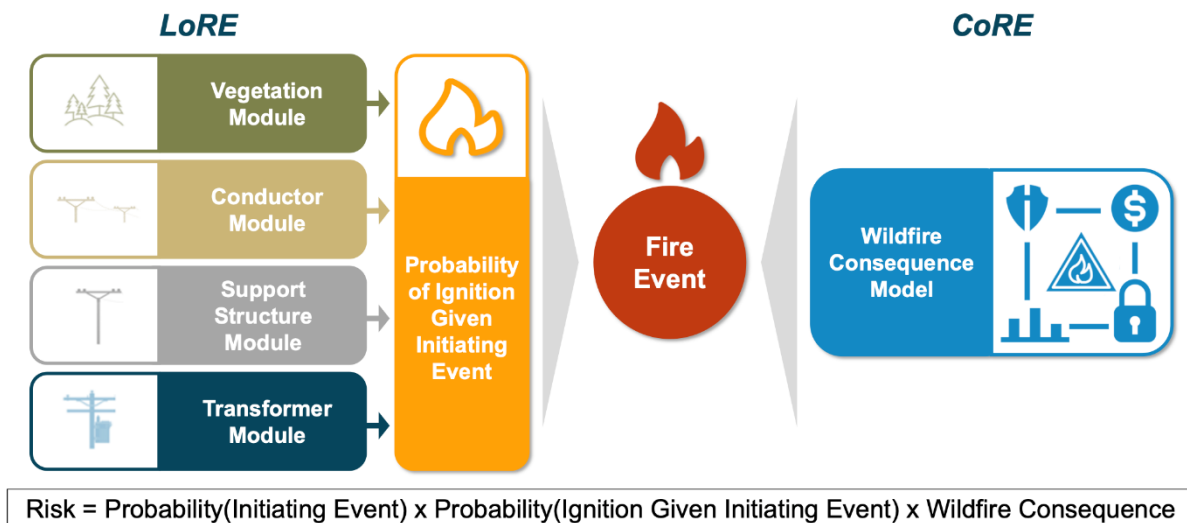 LoRE
CoRE
Vegetation
Module
Conductor
Module
Support
Structure
Module
Transformer
Module
Probability
of Ignition
Given
Initiating
Event
Fire
Event
Wildfire
Consequence
Model
$
Risk = Probability(Initiating Event) x Probability(Ignition Given Initiating Event) x Wildfire Consequence